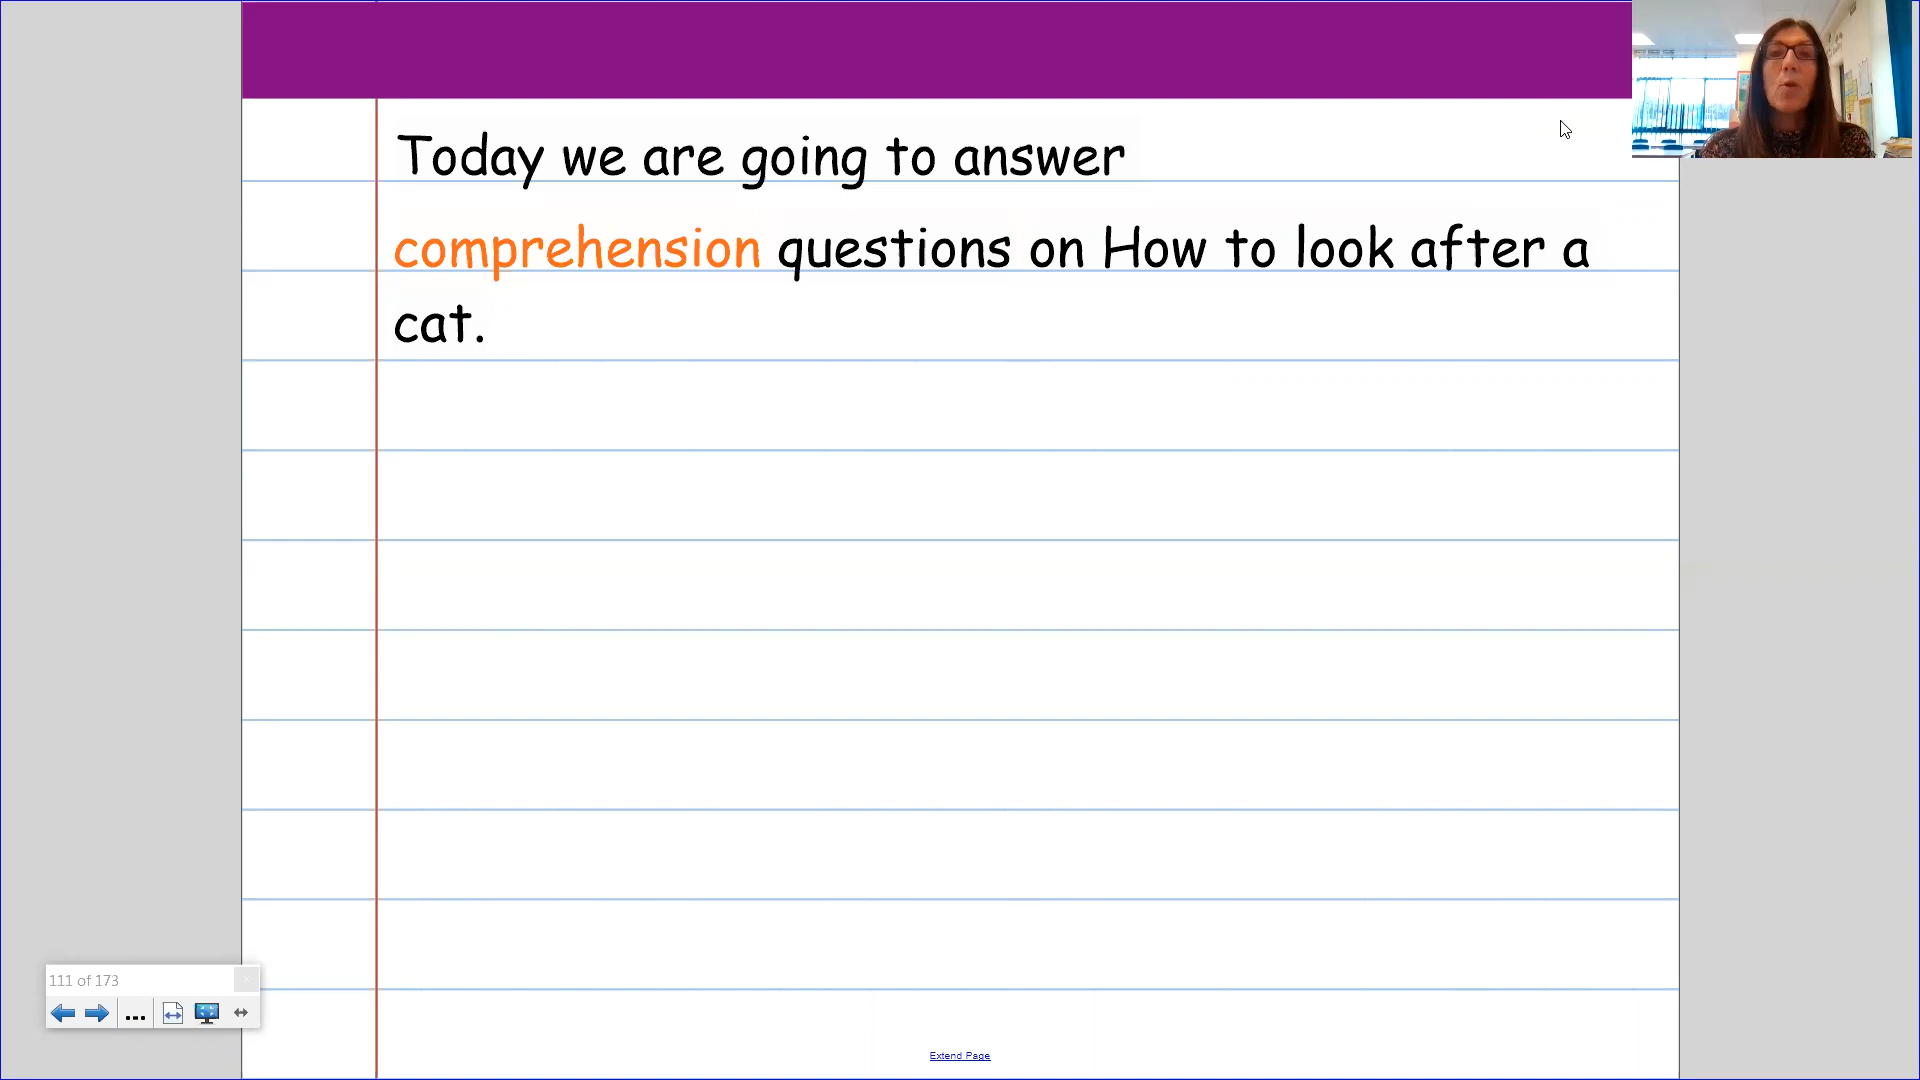 Today we are going to answer
comprehension questions on How to look after a
cat.
111 of 173
Extend Page